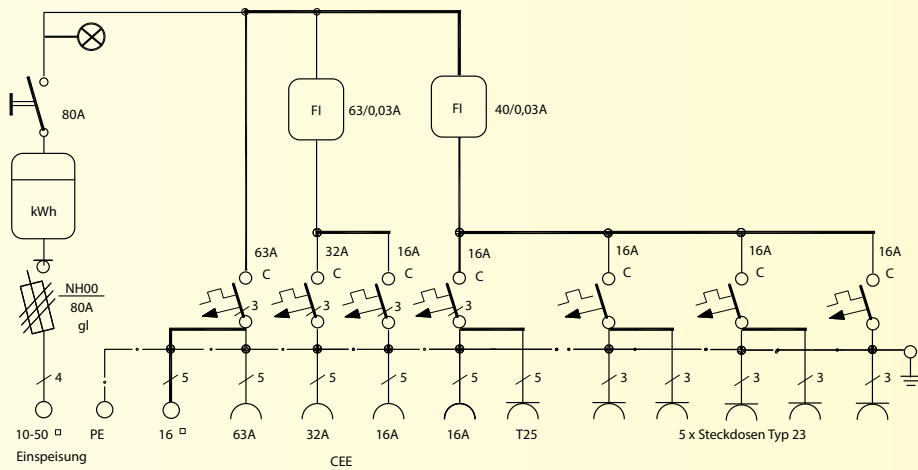 FI
63/0,03A
FI
40/0,03A
80A
kWh
NH00
80A
gl
63A
32A
16A
16A
16A
16A
16A
C
C
C
C
C
C
C
3
3
3
3
4
5
5
5
5
5
5
3
3
3
3
3
10-50 □
PE
16 □
63A
32A
16A
16A
T25
5 x Steckdosen Typ 23
Einspeisung
CEE